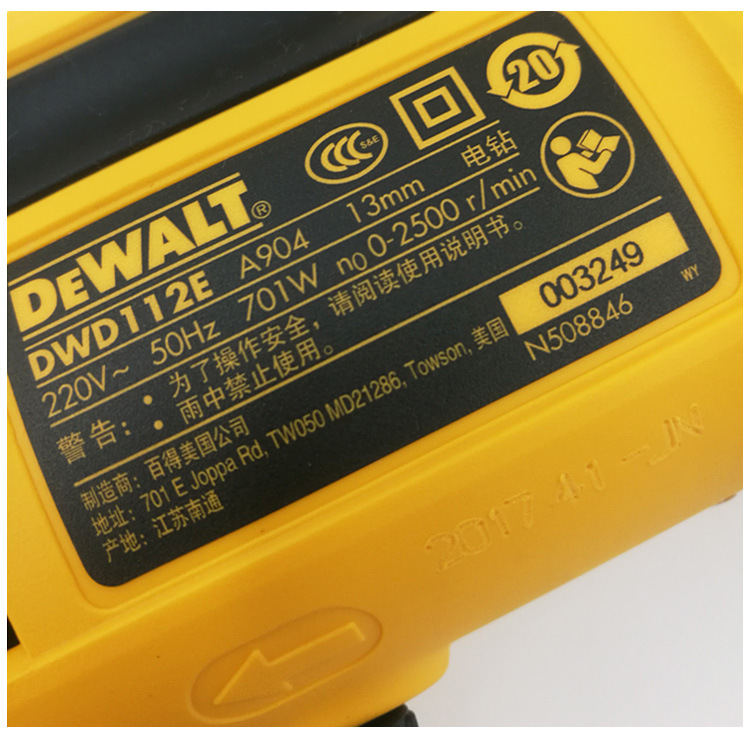 20
S&E
DEWALT®
DWD112E A904 13mm 电钻
220V~ 50Hz 701W n₀ 0-2500 r/min
警告: • 为了操作安全，请阅读使用说明书。
• 雨中禁止使用。
003249
WY
N508846
制造商: 百得美国公司
地址: 701 E Joppa Rd, TW050 MD21286, Towson, 美国
产地: 江苏南通
2017 41-JN